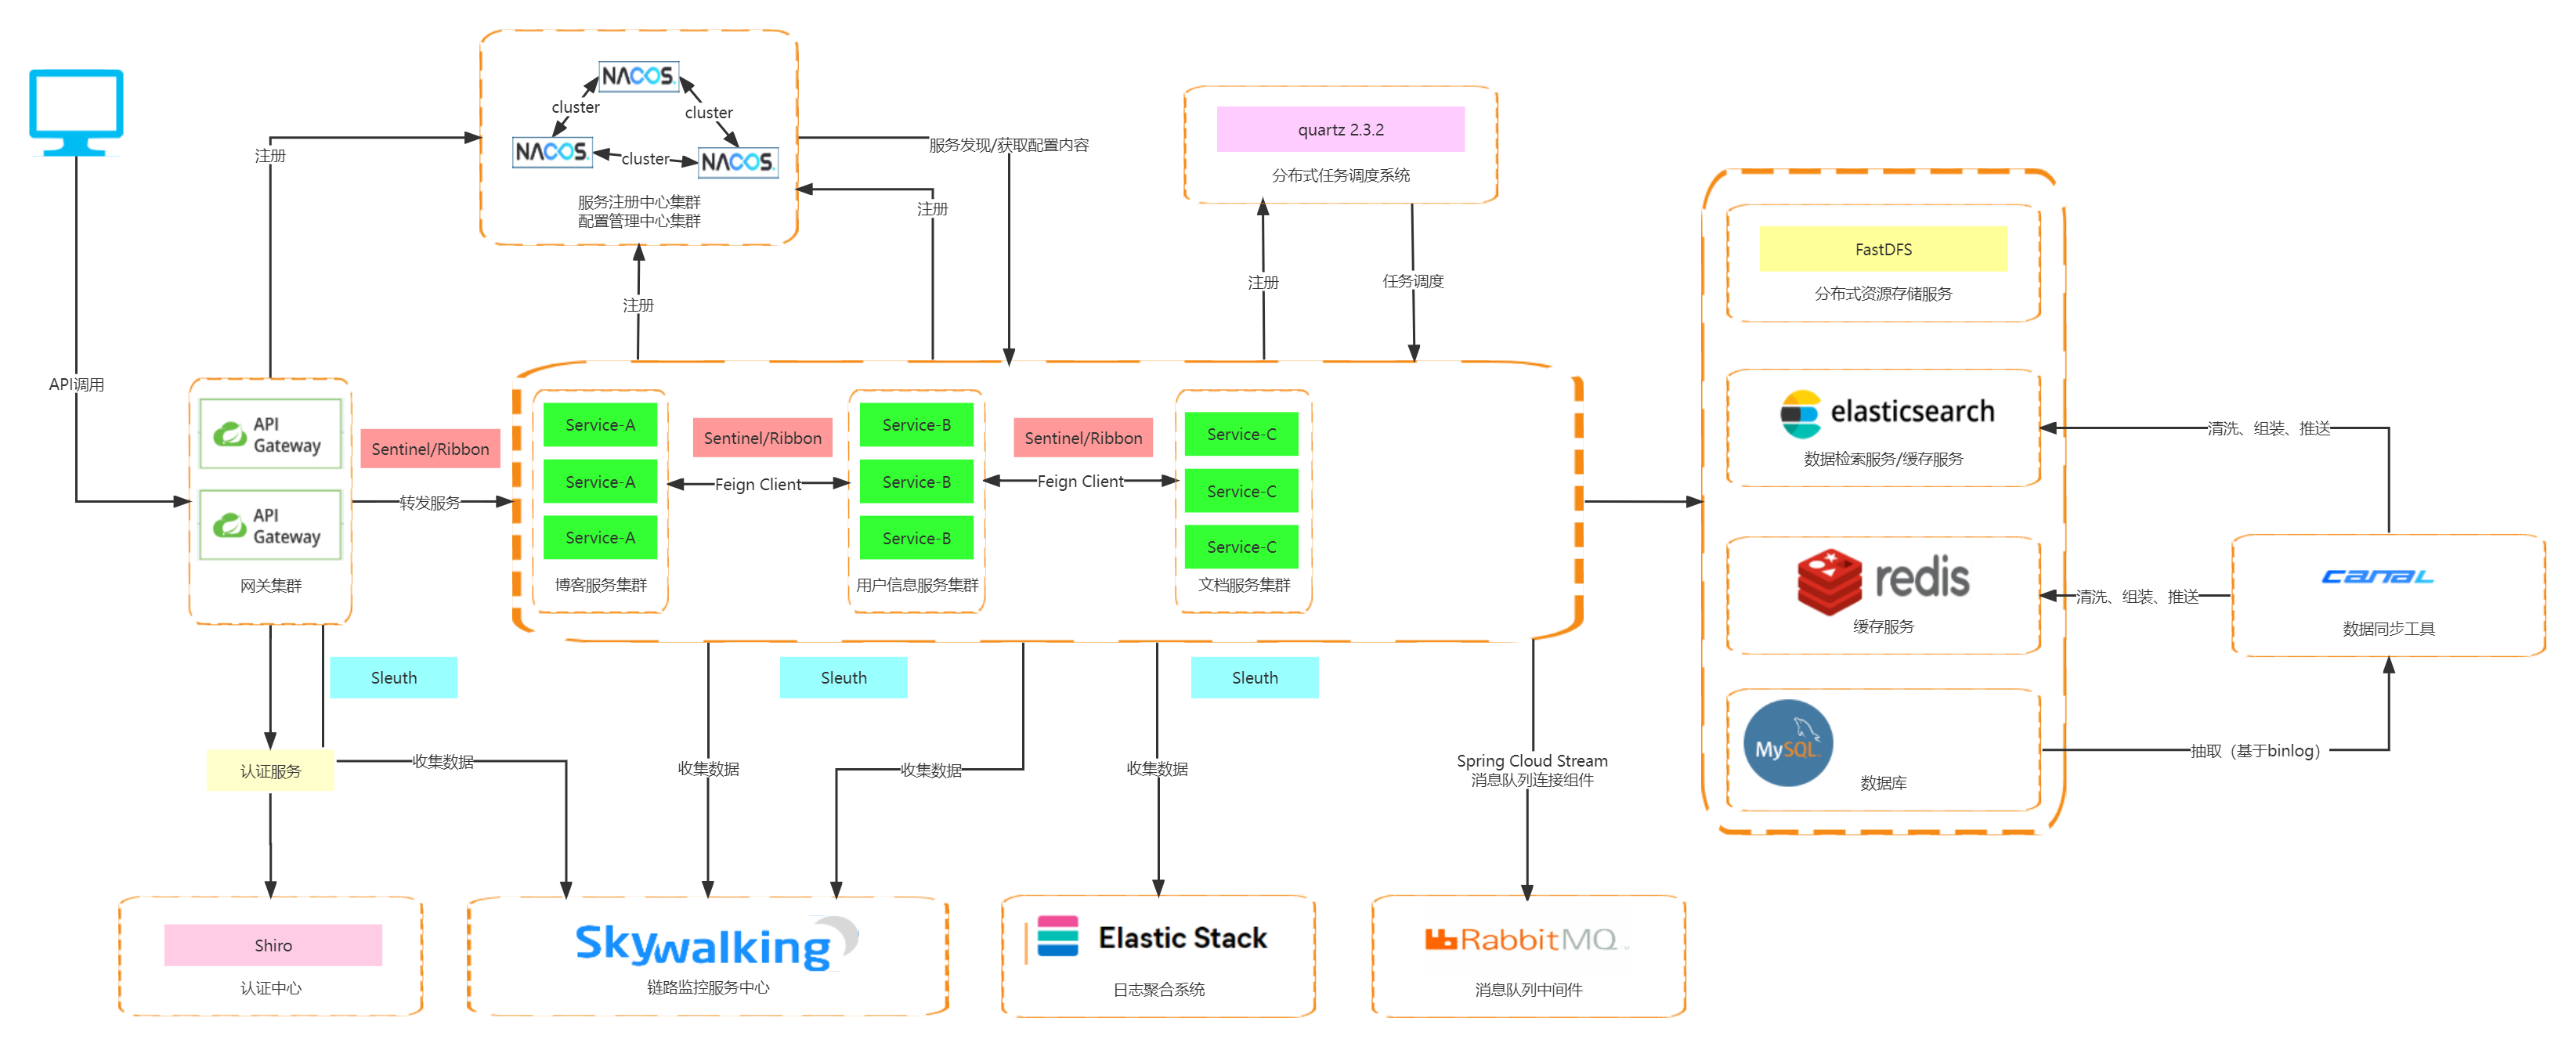 API调用
注册
NACOS
cluster
cluster
NACOS
cluster
NACOS
服务注册中心集群
配置管理中心集群
服务发现/获取配置内容
注册
注册
quartz 2.3.2
分布式任务调度系统
注册
任务调度
API
Gateway
API
Gateway
网关集群
Sentinel/Ribbon
转发服务
Service-A
Service-A
Service-A
博客服务集群
Sentinel/Ribbon
Feign Client
Service-B
Service-B
Service-B
用户信息服务集群
Sentinel/Ribbon
Feign Client
Service-C
Service-C
Service-C
文档服务集群
FastDFS
分布式资源存储服务
elasticsearch
数据检索服务/缓存服务
redis
缓存服务
MySQL
数据库
清洗、组装、推送
清洗、组装、推送
canal
数据同步工具
抽取（基于binlog）
Sleuth
Sleuth
Sleuth
认证服务
收集数据
收集数据
收集数据
收集数据
Spring Cloud Stream
消息队列连接组件
Shiro
认证中心
Skywalking
链路监控服务中心
Elastic Stack
日志聚合系统
RabbitMQ
消息队列中间件